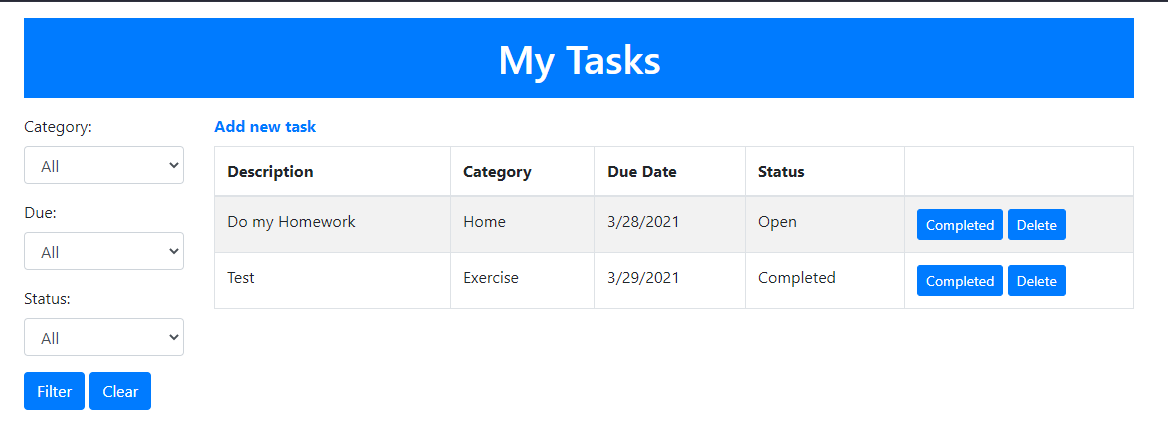 My Tasks
Category:
All
Due:
All
Status:
All
Filter Clear
Add new task
Description Category Due Date Status
Do my Homework Home 3/28/2021 Open Completed Delete
Test Exercise 3/29/2021 Completed Completed Delete